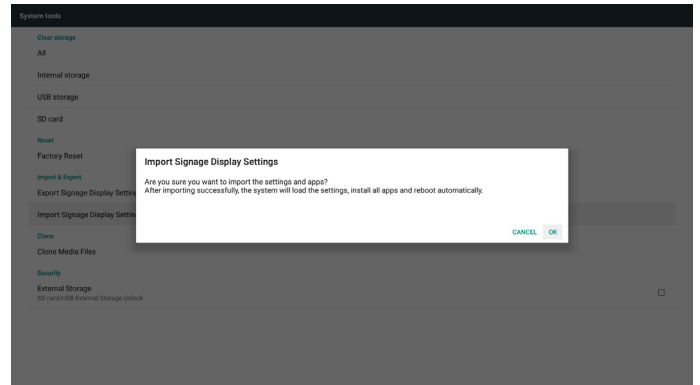 System tools
Clear storage
All
Internal storage
USB storage
SD card
Reset
Factory Reset
Import & Export
Export Signage Display Settin
Import Signage Display Settin
Clone
Clone Media Files
Security
External Storage
SD card/USB External Storage Unlock
Import Signage Display Settings
Are you sure you want to import the settings and apps?
After importing successfully, the system will load the settings, install all apps and reboot automatically.
CANCEL OK